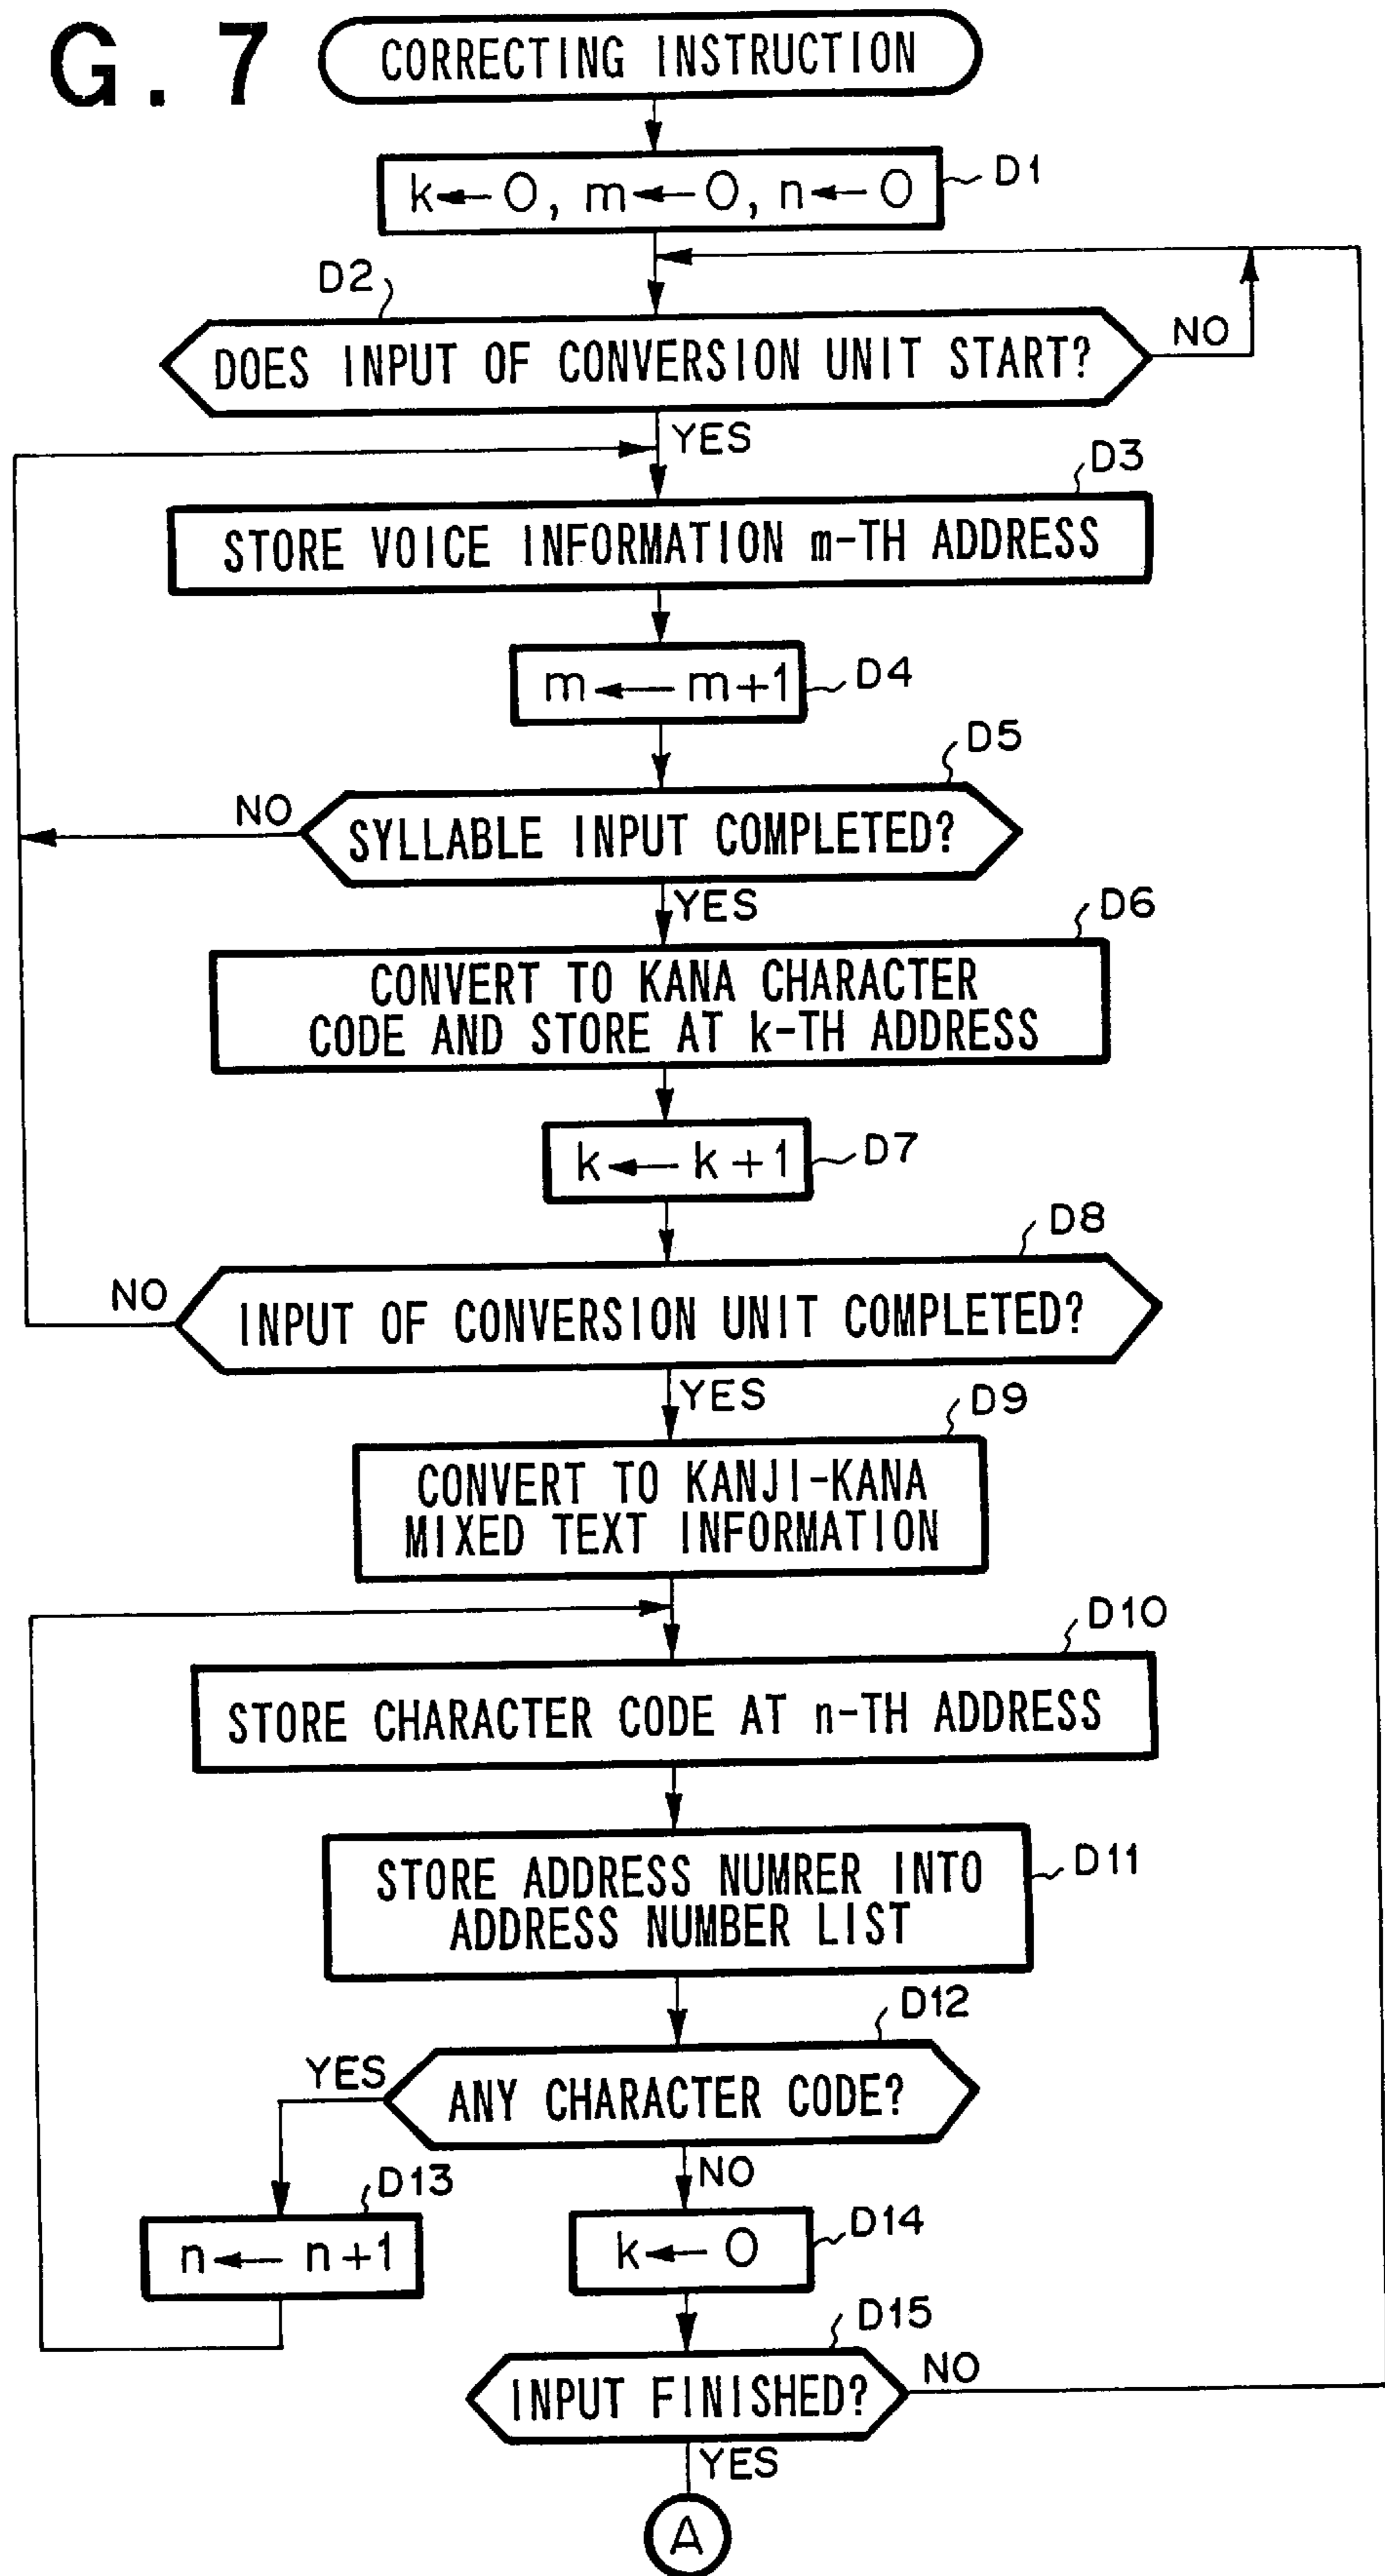 G. 7
CORRECTING INSTRUCTION
k←0, m←0, n←0
D1
D2
DOES INPUT OF CONVERSION UNIT START?
NO
YES
D3
STORE VOICE INFORMATION m-TH ADDRESS
m← m+1
D4
D5
NO
SYLLABLE INPUT COMPLETED?
YES
D6
CONVERT TO KANA CHARACTER
CODE AND STORE AT k-TH ADDRESS
k← k+1
D7
D8
NO
INPUT OF CONVERSION UNIT COMPLETED?
YES
D9
CONVERT TO KANJI-KANA
MIXED TEXT INFORMATION
D10
STORE CHARACTER CODE AT n-TH ADDRESS
D11
STORE ADDRESS NUMRER INTO
ADDRESS NUMBER LIST
D12
YES
ANY CHARACTER CODE?
NO
D13
n← n+1
D14
k← 0
D15
INPUT FINISHED?
NO
YES
A